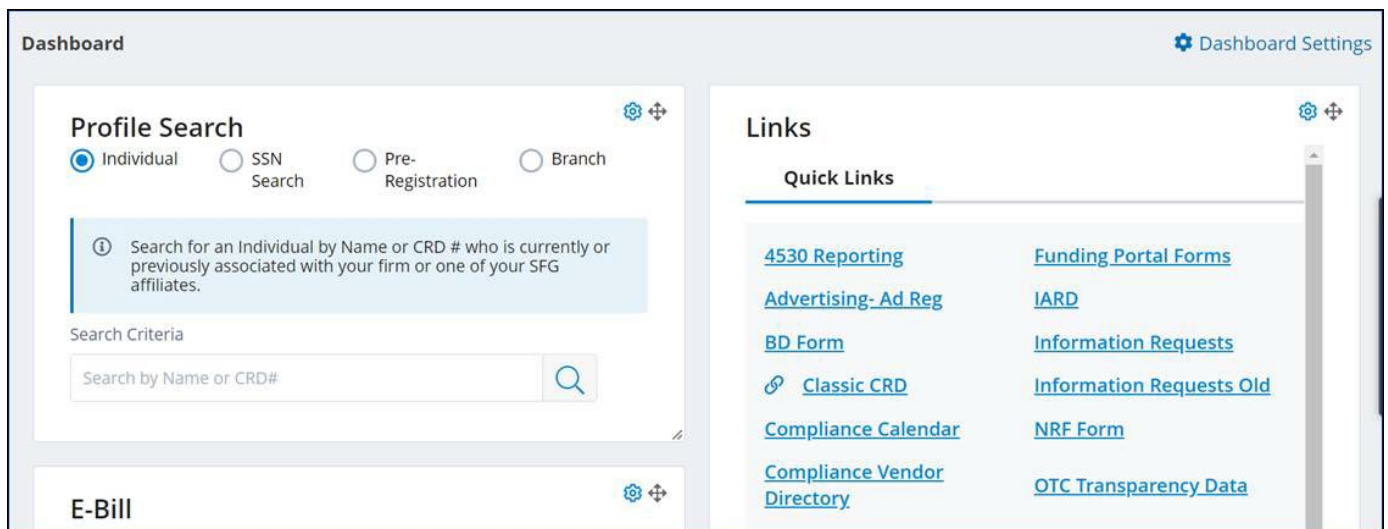 Dashboard
Dashboard Settings
Profile Search
Individual
SSN
Search
Pre-
Registration
Branch
Search for an Individual by Name or CRD # who is currently or
previously associated with your firm or one of your SFG
affiliates.
Search Criteria
Search by Name or CRD#
E-Bill
Links
Quick Links
4530 Reporting
Advertising- Ad Reg
BD Form
Classic CRD
Compliance Calendar
Compliance Vendor
Directory
Funding Portal Forms
IARD
Information Requests
Information Requests Old
NRF Form
OTC Transparency Data